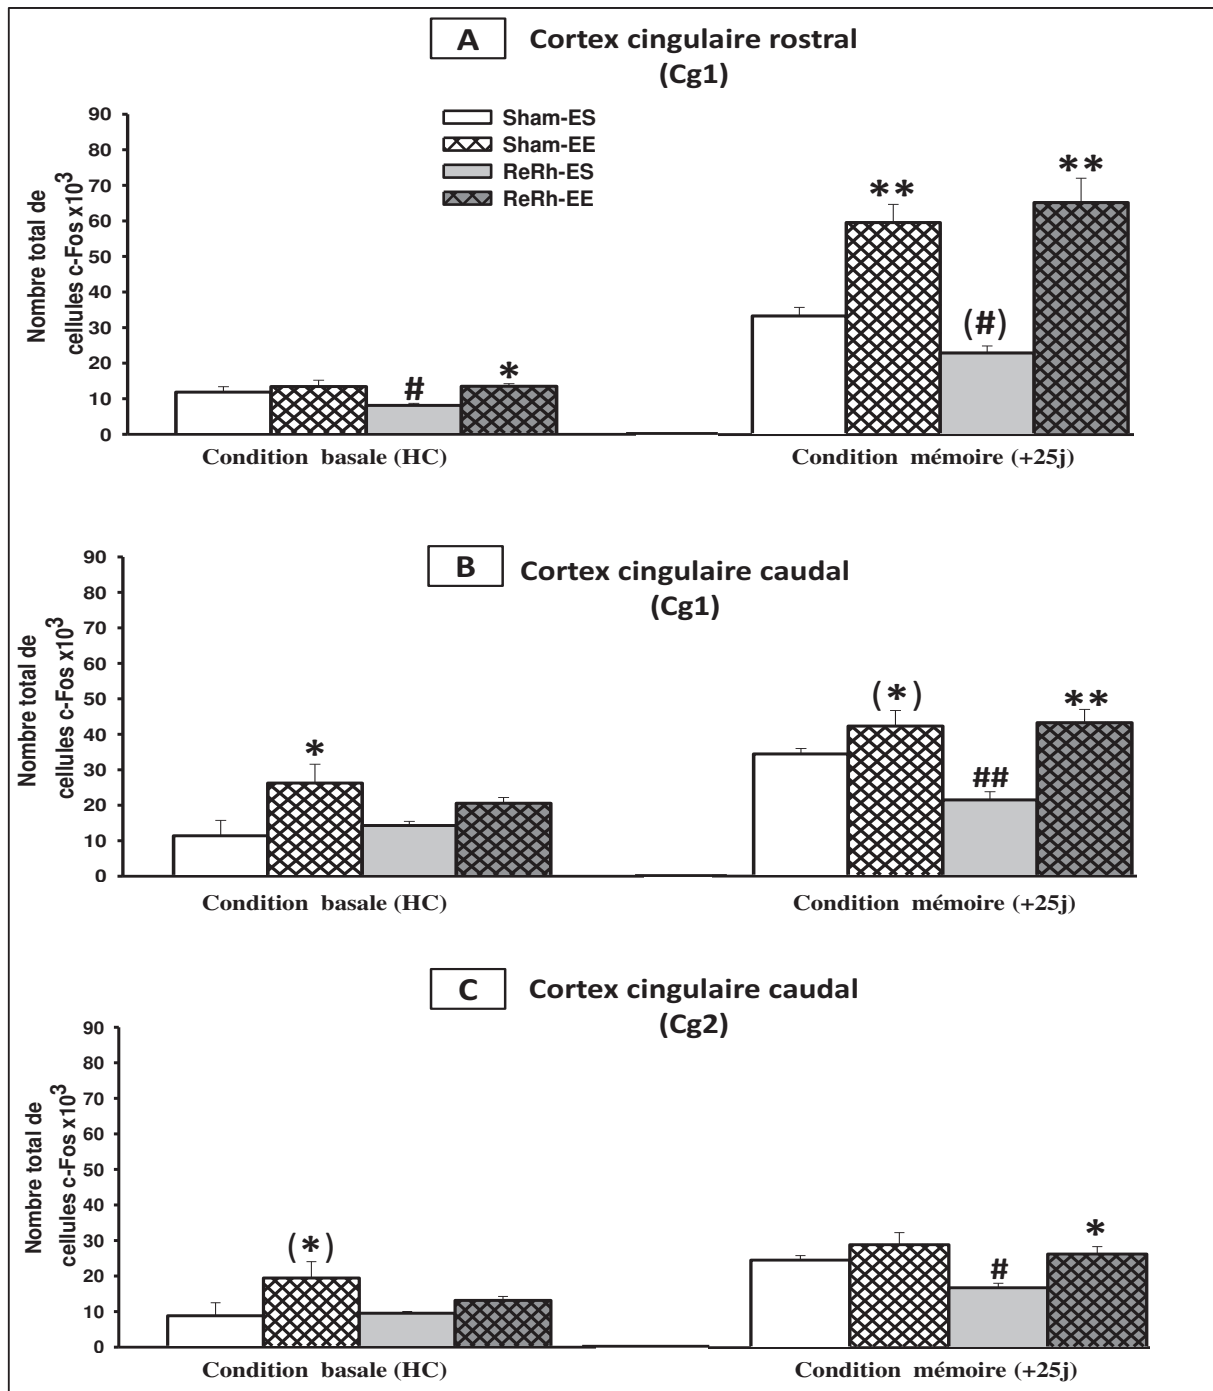 A Cortex cingulaire rostral
(Cg1)
Nombre total de
cellules c-Fos x10³
90
80
70
60
50
40
30
20
10
0
Sham-ES
Sham-EE
ReRh-ES
ReRh-EE
#
*
**
(#)
**
Condition basale (HC)
Condition mémoire (+25j)
B Cortex cingulaire caudal
(Cg1)
Nombre total de
cellules c-Fos x10³
90
80
70
60
50
40
30
20
10
0
*
(*)
##
**
Condition basale (HC)
Condition mémoire (+25j)
C Cortex cingulaire caudal
(Cg2)
Nombre total de
cellules c-Fos x10³
90
80
70
60
50
40
30
20
10
0
(*)
#
*
Condition basale (HC)
Condition mémoire (+25j)